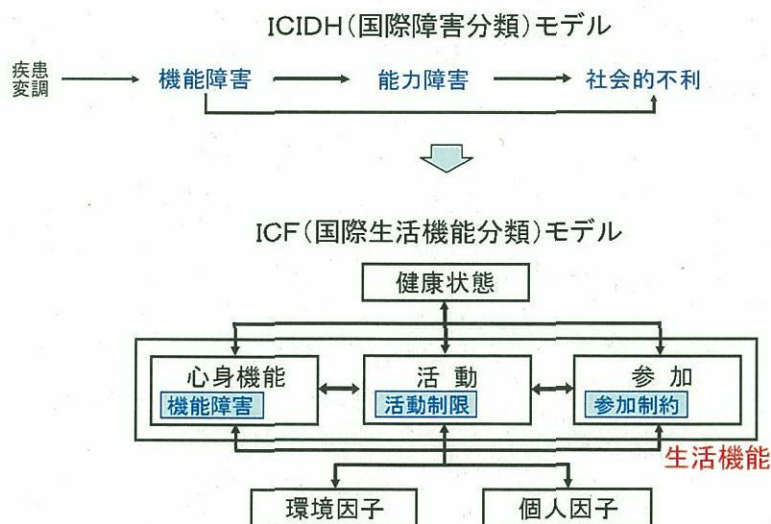 ICIDH(国際障害分類)モデル
疾患
変調
機能障害
能力障害
社会的不利
ICF(国際生活機能分類)モデル
健康状態
心身機能
活 動
参 加
機能障害
活動制限
参加制約
生活機能
環境因子
個人因子